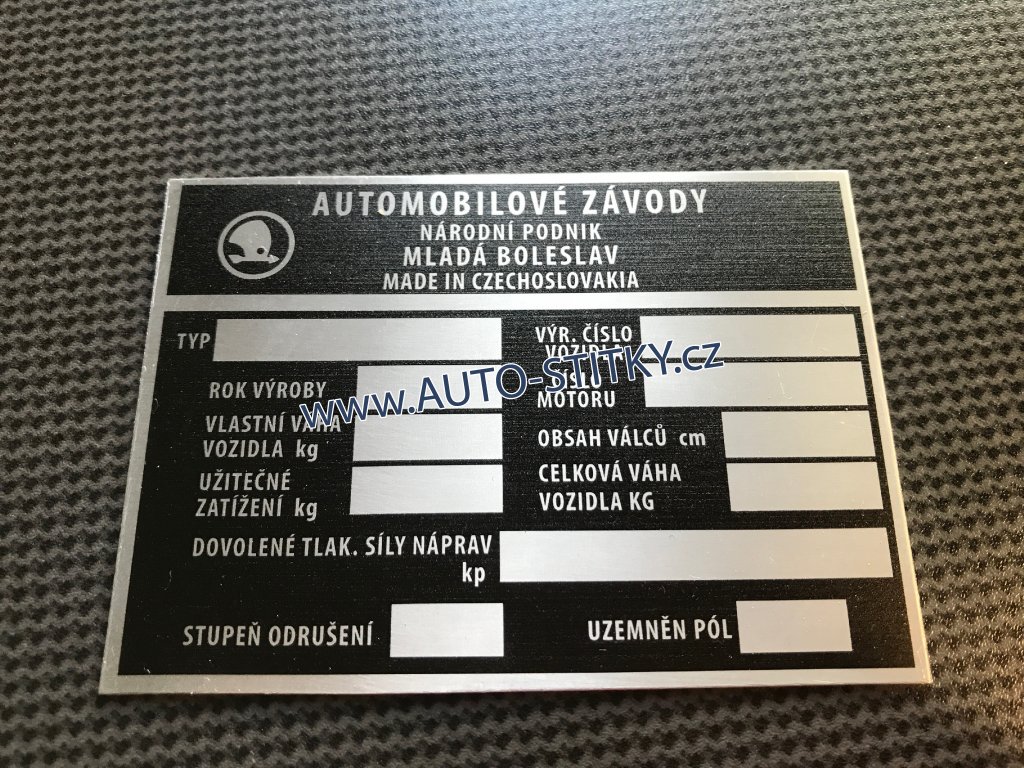 AUTOMOBILOVÉ ZÁVODY
NÁRODNÍ PODNIK
MLADÁ BOLESLAV
MADE IN CZECHOSLOVAKIA
TYP
VÝR. ČÍSLO
VOZIDLA
ROK VÝROBY
ČÍSLO
MOTORU
www.AUTO-STITKY.cz
VLASTNÍ VÁHA
VOZIDLA kg
OBSAH VÁLCŮ cm
UŽITEČNÉ
ZATÍŽENÍ kg
CELKOVÁ VÁHA
VOZIDLA KG
DOVOLENÉ TLAK. SÍLY NÁPRAV
kp
STUPEŇ ODRUŠENÍ
UZEMNĚN PÓL